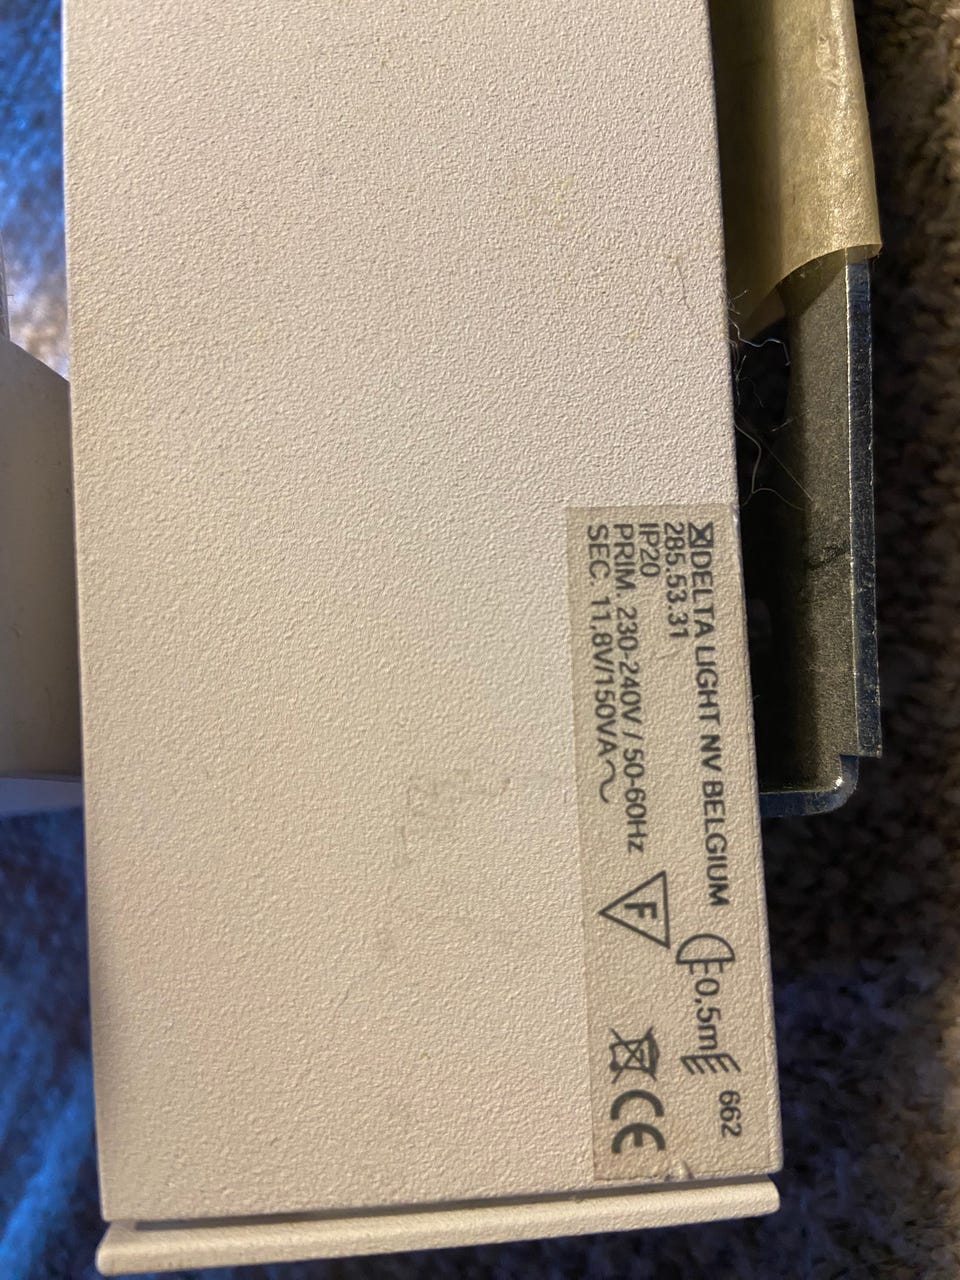 DELTA LIGHT NV BELGIUM 0,5m 662
285.53.31
IP20
PRIM. 230-240V / 50-60Hz F
SEC. 11,8V/150VA~ CE